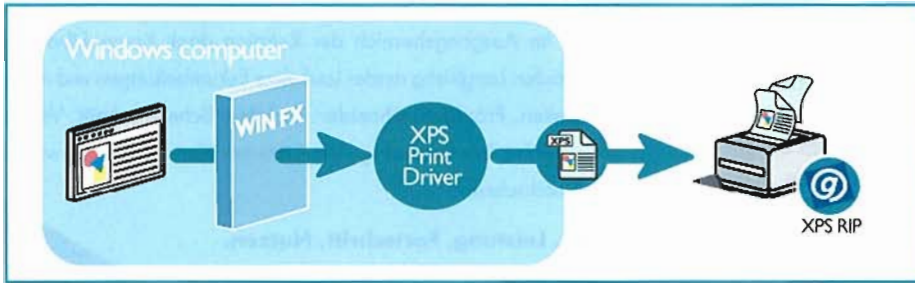 Windows computer
WIN FX
XPS
Print
Driver
XPS
g
XPS RIP